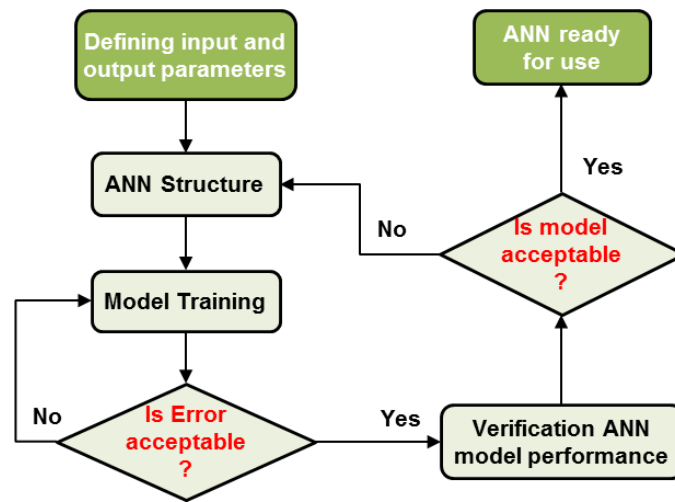 Defining input and
output parameters
ANN Structure
Model Training
Is Error
acceptable
?
No
Yes
Verification ANN
model performance
Is model
acceptable
?
No
Yes
ANN ready
for use